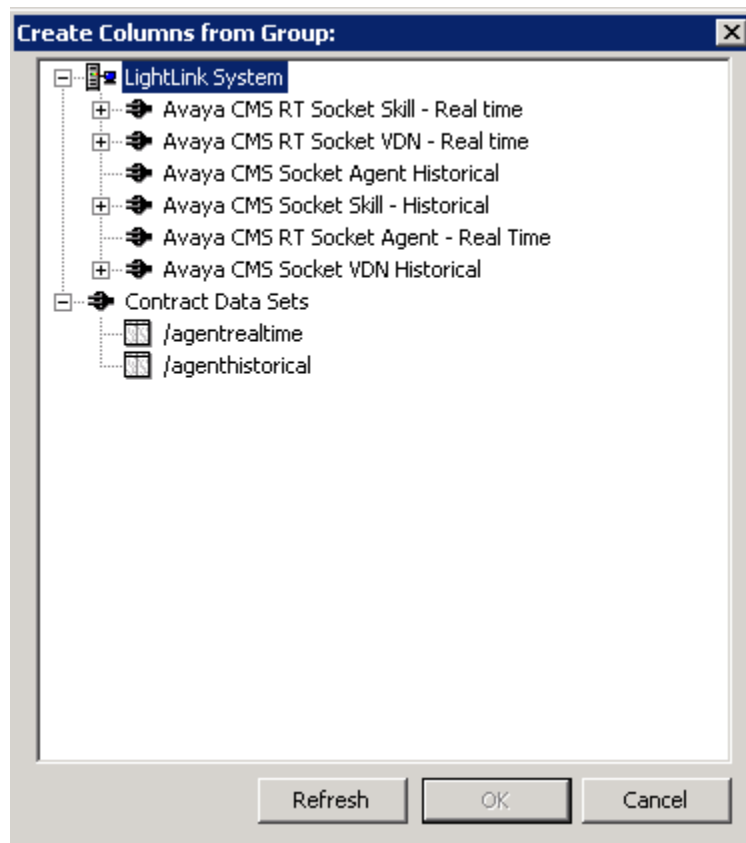 Create Columns from Group:
LightLink System
Avaya CMS RT Socket Skill - Real time
Avaya CMS RT Socket VDN - Real time
Avaya CMS Socket Agent Historical
Avaya CMS Socket Skill - Historical
Avaya CMS RT Socket Agent - Real Time
Avaya CMS Socket VDN Historical
Contract Data Sets
/agentrealtime
/agenthistorical
Refresh OK Cancel